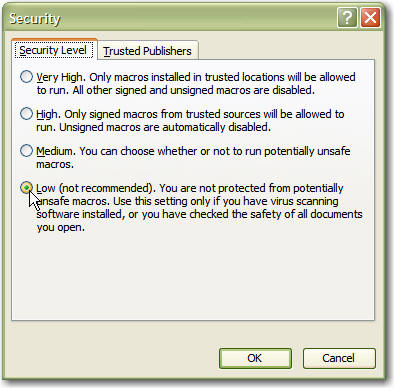 Security
Security Level
Trusted Publishers
Very High. Only macros installed in trusted locations will be allowed
to run. All other signed and unsigned macros are disabled.
High. Only signed macros from trusted sources will be allowed to
run. Unsigned macros are automatically disabled.
Medium. You can choose whether or not to run potentially unsafe
macros.
Low (not recommended). You are not protected from potentially
unsafe macros. Use this setting only if you have virus scanning
software installed, or you have checked the safety of all documents
you open.
OK
Cancel